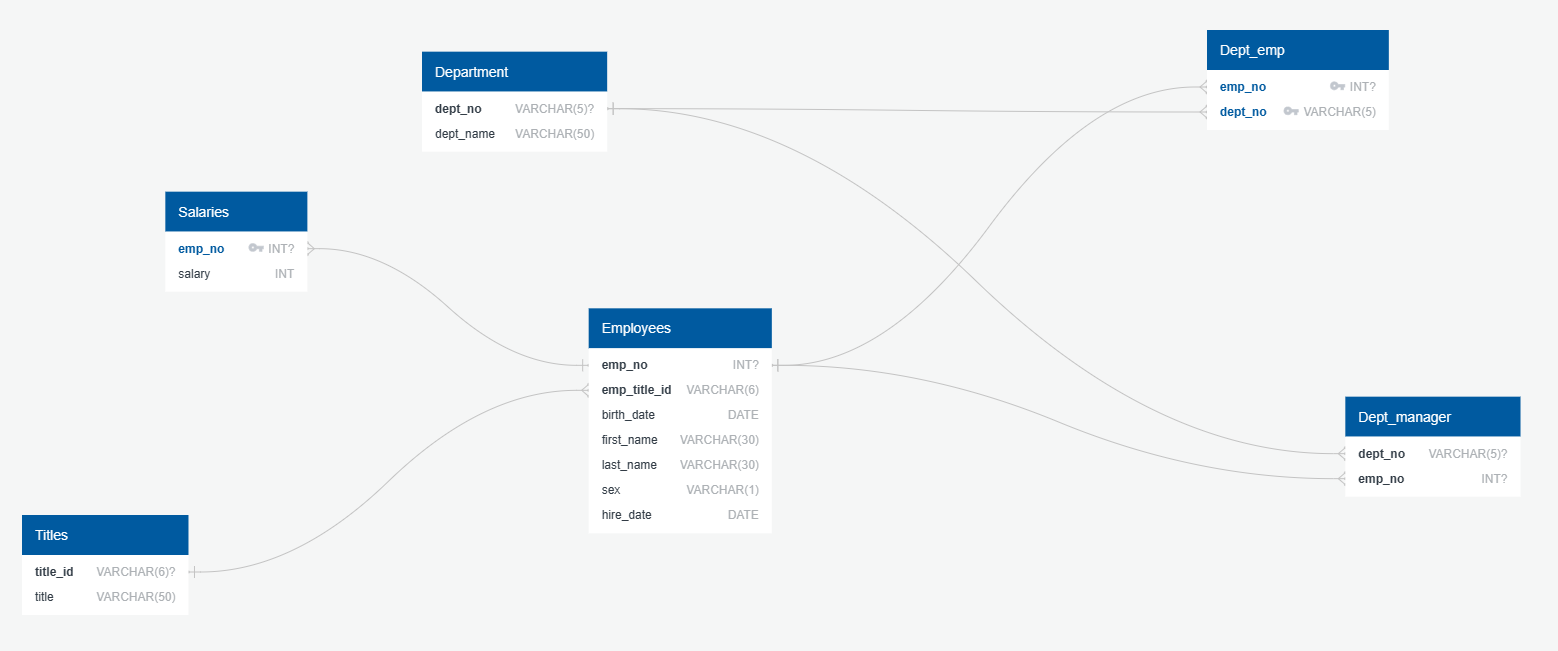 Department
dept_no VARCHAR(5)?
dept_name VARCHAR(50)
Dept_emp
emp_no INT?
dept_no VARCHAR(5)
Salaries
emp_no INT?
salary INT
Employees
emp_no INT?
emp_title_id VARCHAR(6)
birth_date DATE
first_name VARCHAR(30)
last_name VARCHAR(30)
sex VARCHAR(1)
hire_date DATE
Dept_manager
dept_no VARCHAR(5)?
emp_no INT?
Titles
title_id VARCHAR(6)?
title VARCHAR(50)